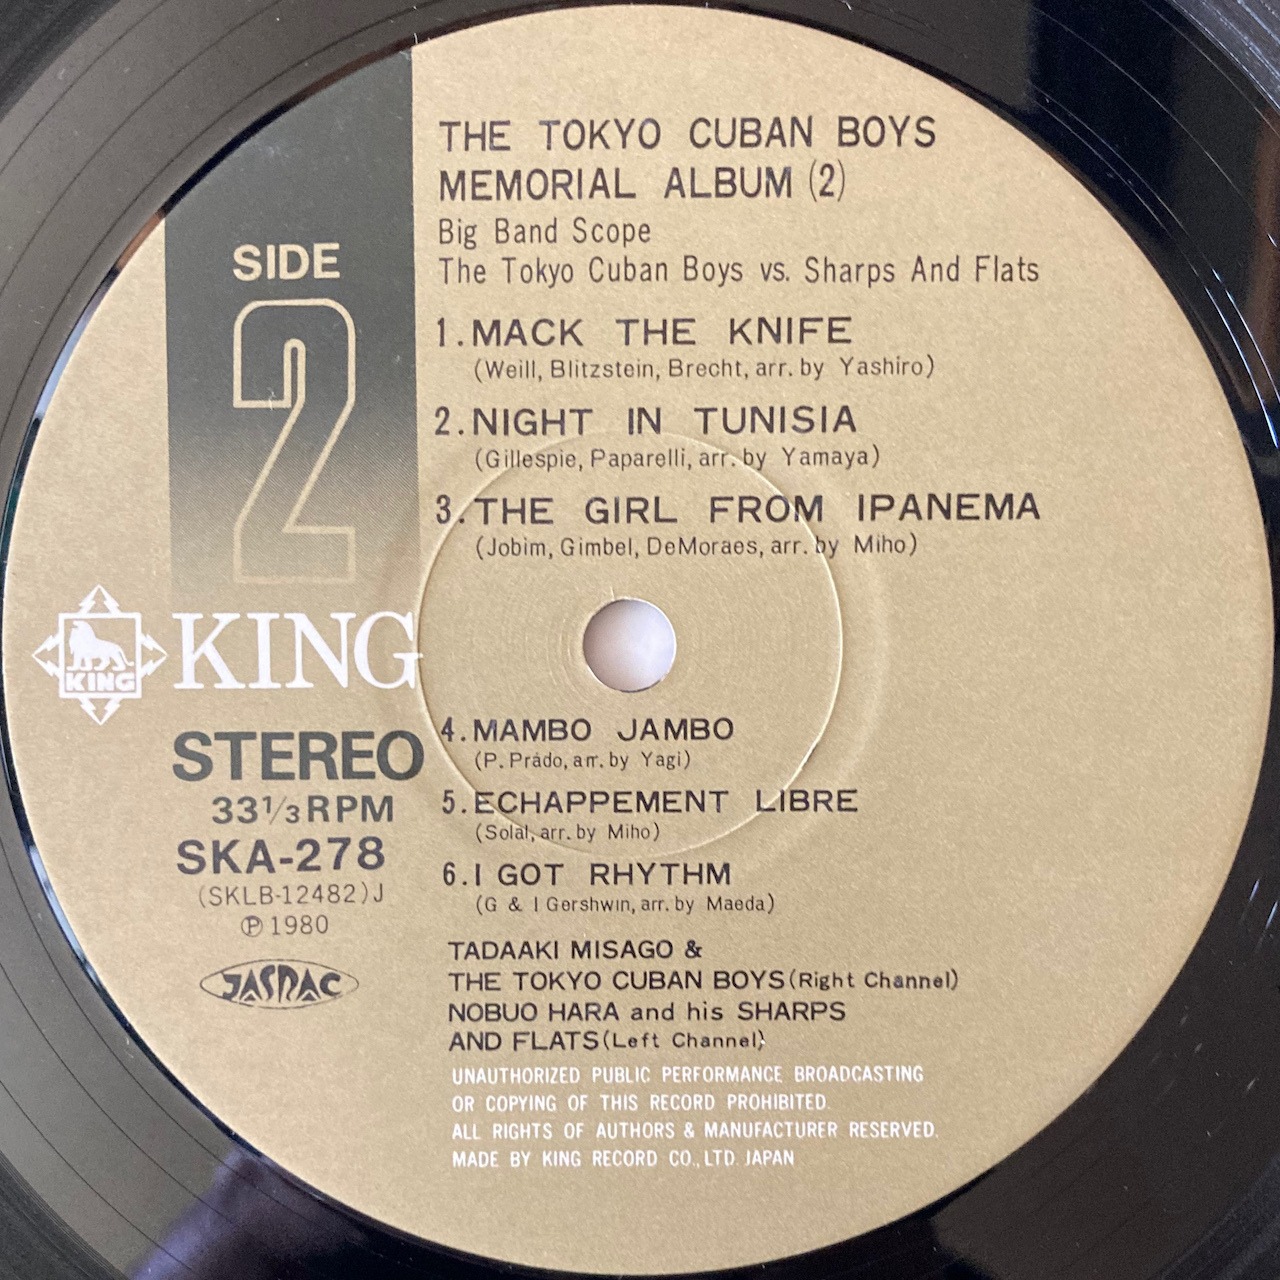 THE TOKYO CUBAN BOYS
MEMORIAL ALBUM (2)
Big Band Scope
The Tokyo Cuban Boys vs. Sharps And Flats
SIDE
2
1. MACK THE KNIFE
(Weill, Blitzstein, Brecht, arr. by Yashiro)
2. NIGHT IN TUNISIA
(Gillespie, Paparelli, arr. by Yamaya)
3. THE GIRL FROM IPANEMA
(Jobim, Gimbel, DeMoraes, arr. by Miho)
KING
KING
STEREO
33 1/3 RPM
SKA-278
(SKLB-12482) J
℗ 1980
JASRAC
4. MAMBO JAMBO
(P. Prádo, arr. by Yagi)
5. ECHAPPEMENT LIBRE
(Solal, arr. by Miho)
6. I GOT RHYTHM
(G & I Gershwin, arr. by Maeda)
TADAAKI MISAGO &
THE TOKYO CUBAN BOYS (Right Channel)
NOBUO HARA and his SHARPS
AND FLATS (Left Channel)
UNAUTHORIZED PUBLIC PERFORMANCE BROADCASTING
OR COPYING OF THIS RECORD PROHIBITED.
ALL RIGHTS OF AUTHORS & MANUFACTURER RESERVED.
MADE BY KING RECORD CO., LTD. JAPAN